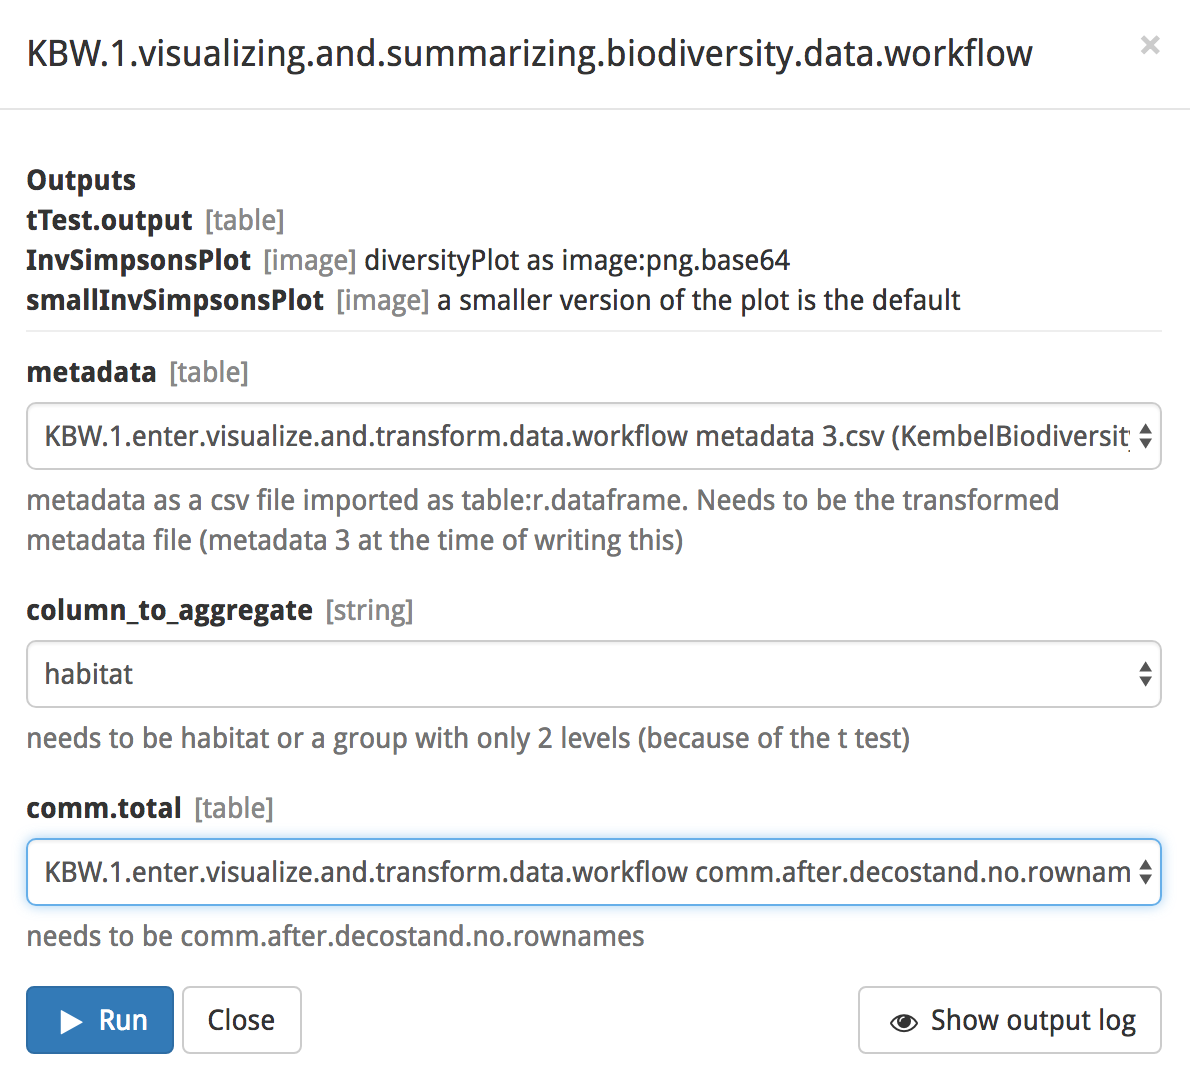 KBW.1.visualizing.and.summarizing.biodiversity.data.workflow ×
Outputs
tTest.output [table]
InvSimpsonsPlot [image] diversityPlot as image:png.base64
smallInvSimpsonsPlot [image] a smaller version of the plot is the default
metadata [table]
KBW.1.enter.visualize.and.transform.data.workflow metadata 3.csv (KembelBiodiversit
metadata as a csv file imported as table:r.dataframe. Needs to be the transformed
metadata file (metadata 3 at the time of writing this)
column_to_aggregate [string]
habitat
needs to be habitat or a group with only 2 levels (because of the t test)
comm.total [table]
KBW.1.enter.visualize.and.transform.data.workflow comm.after.decostand.no.rownam
needs to be comm.after.decostand.no.rownames
Run
Close
Show output log